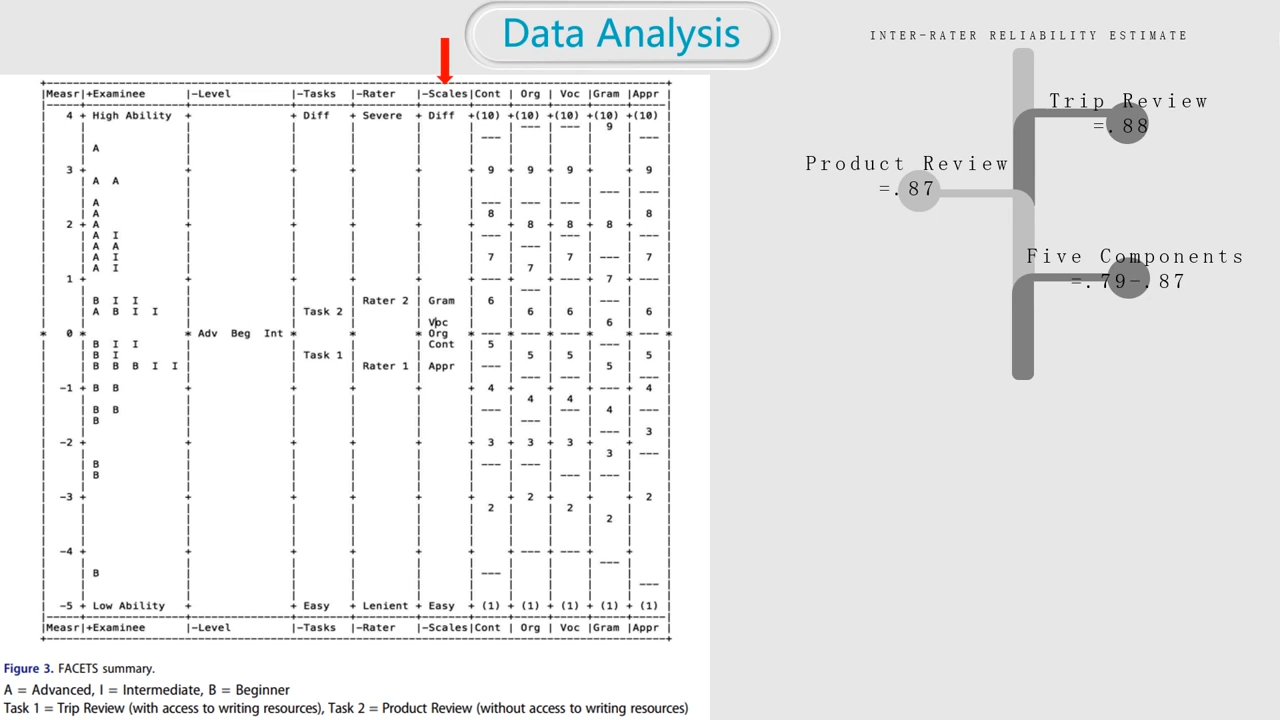 Data Analysis
INTER-RATER RELIABILITY ESTIMATE
Trip Review
=.88
Product Review
=.87
Five Components
=.79-.87
|Measr|+Examinee |-Level |-Tasks |-Rater |-Scales|Cont | Org | Voc |Gram |Appr |
4 + High Ability + + Diff + Severe + Diff +(10) +(10) +(10) +(10) +(10)
--- --- 9
--- ---
A
3 + + + + + 9 + 9 + 9 + + 9
A A ---
A --- --- ---
A 8 8
2 + A + + + + + 8 + 8 + 8 +
A I --- --- ---
A A ---
A I 7 7 --- 7
A I 7
1 + + + + + --- + + --- + 7 + ---
---
B I I Rater 2 Gram 6 ---
A B I I Task 2 6 6 6
Voc 6
* 0 * * Adv Beg Int * * * Org * --- * --- * --- * * --- *
B I I Cont 5 ---
B I Task 1 5 5 5
B B B I I Rater 1 Appr --- 5
--- --- ---
-1 + B B + + + + + 4 + + + --- + 4
4 4
B B --- --- 4 ---
B ---
--- 3
-2 + + + + + + 3 + 3 + 3 + +
3 ---
B --- ---
B --- ---
-3 + + + + + + + 2 + + + 2
2 2
2
-4 + + + + + + + --- + --- + +
---
B ---
---
-5 + Low Ability + + Easy + Lenient + Easy + (1) + (1) + (1) + (1) + (1)
|Measr|+Examinee |-Level |-Tasks |-Rater |-Scales|Cont | Org | Voc |Gram |Appr |
Figure 3. FACETS summary.
A = Advanced, I = Intermediate, B = Beginner
Task 1 = Trip Review (with access to writing resources), Task 2 = Product Review (without access to writing resources)